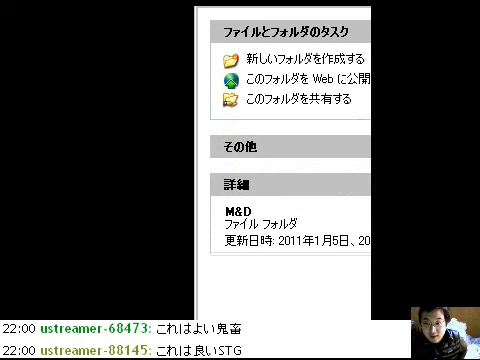 ファイルとフォルダのタスク
新しいフォルダを作成する
このフォルダを Web に公開
このフォルダを共有する
その他
詳細
M&D
ファイル フォルダ
更新日時: 2011年1月5日、20
22:00 ustreamer-68473: これはよい鬼畜
22:00 ustreamer-88145: これは良いSTG